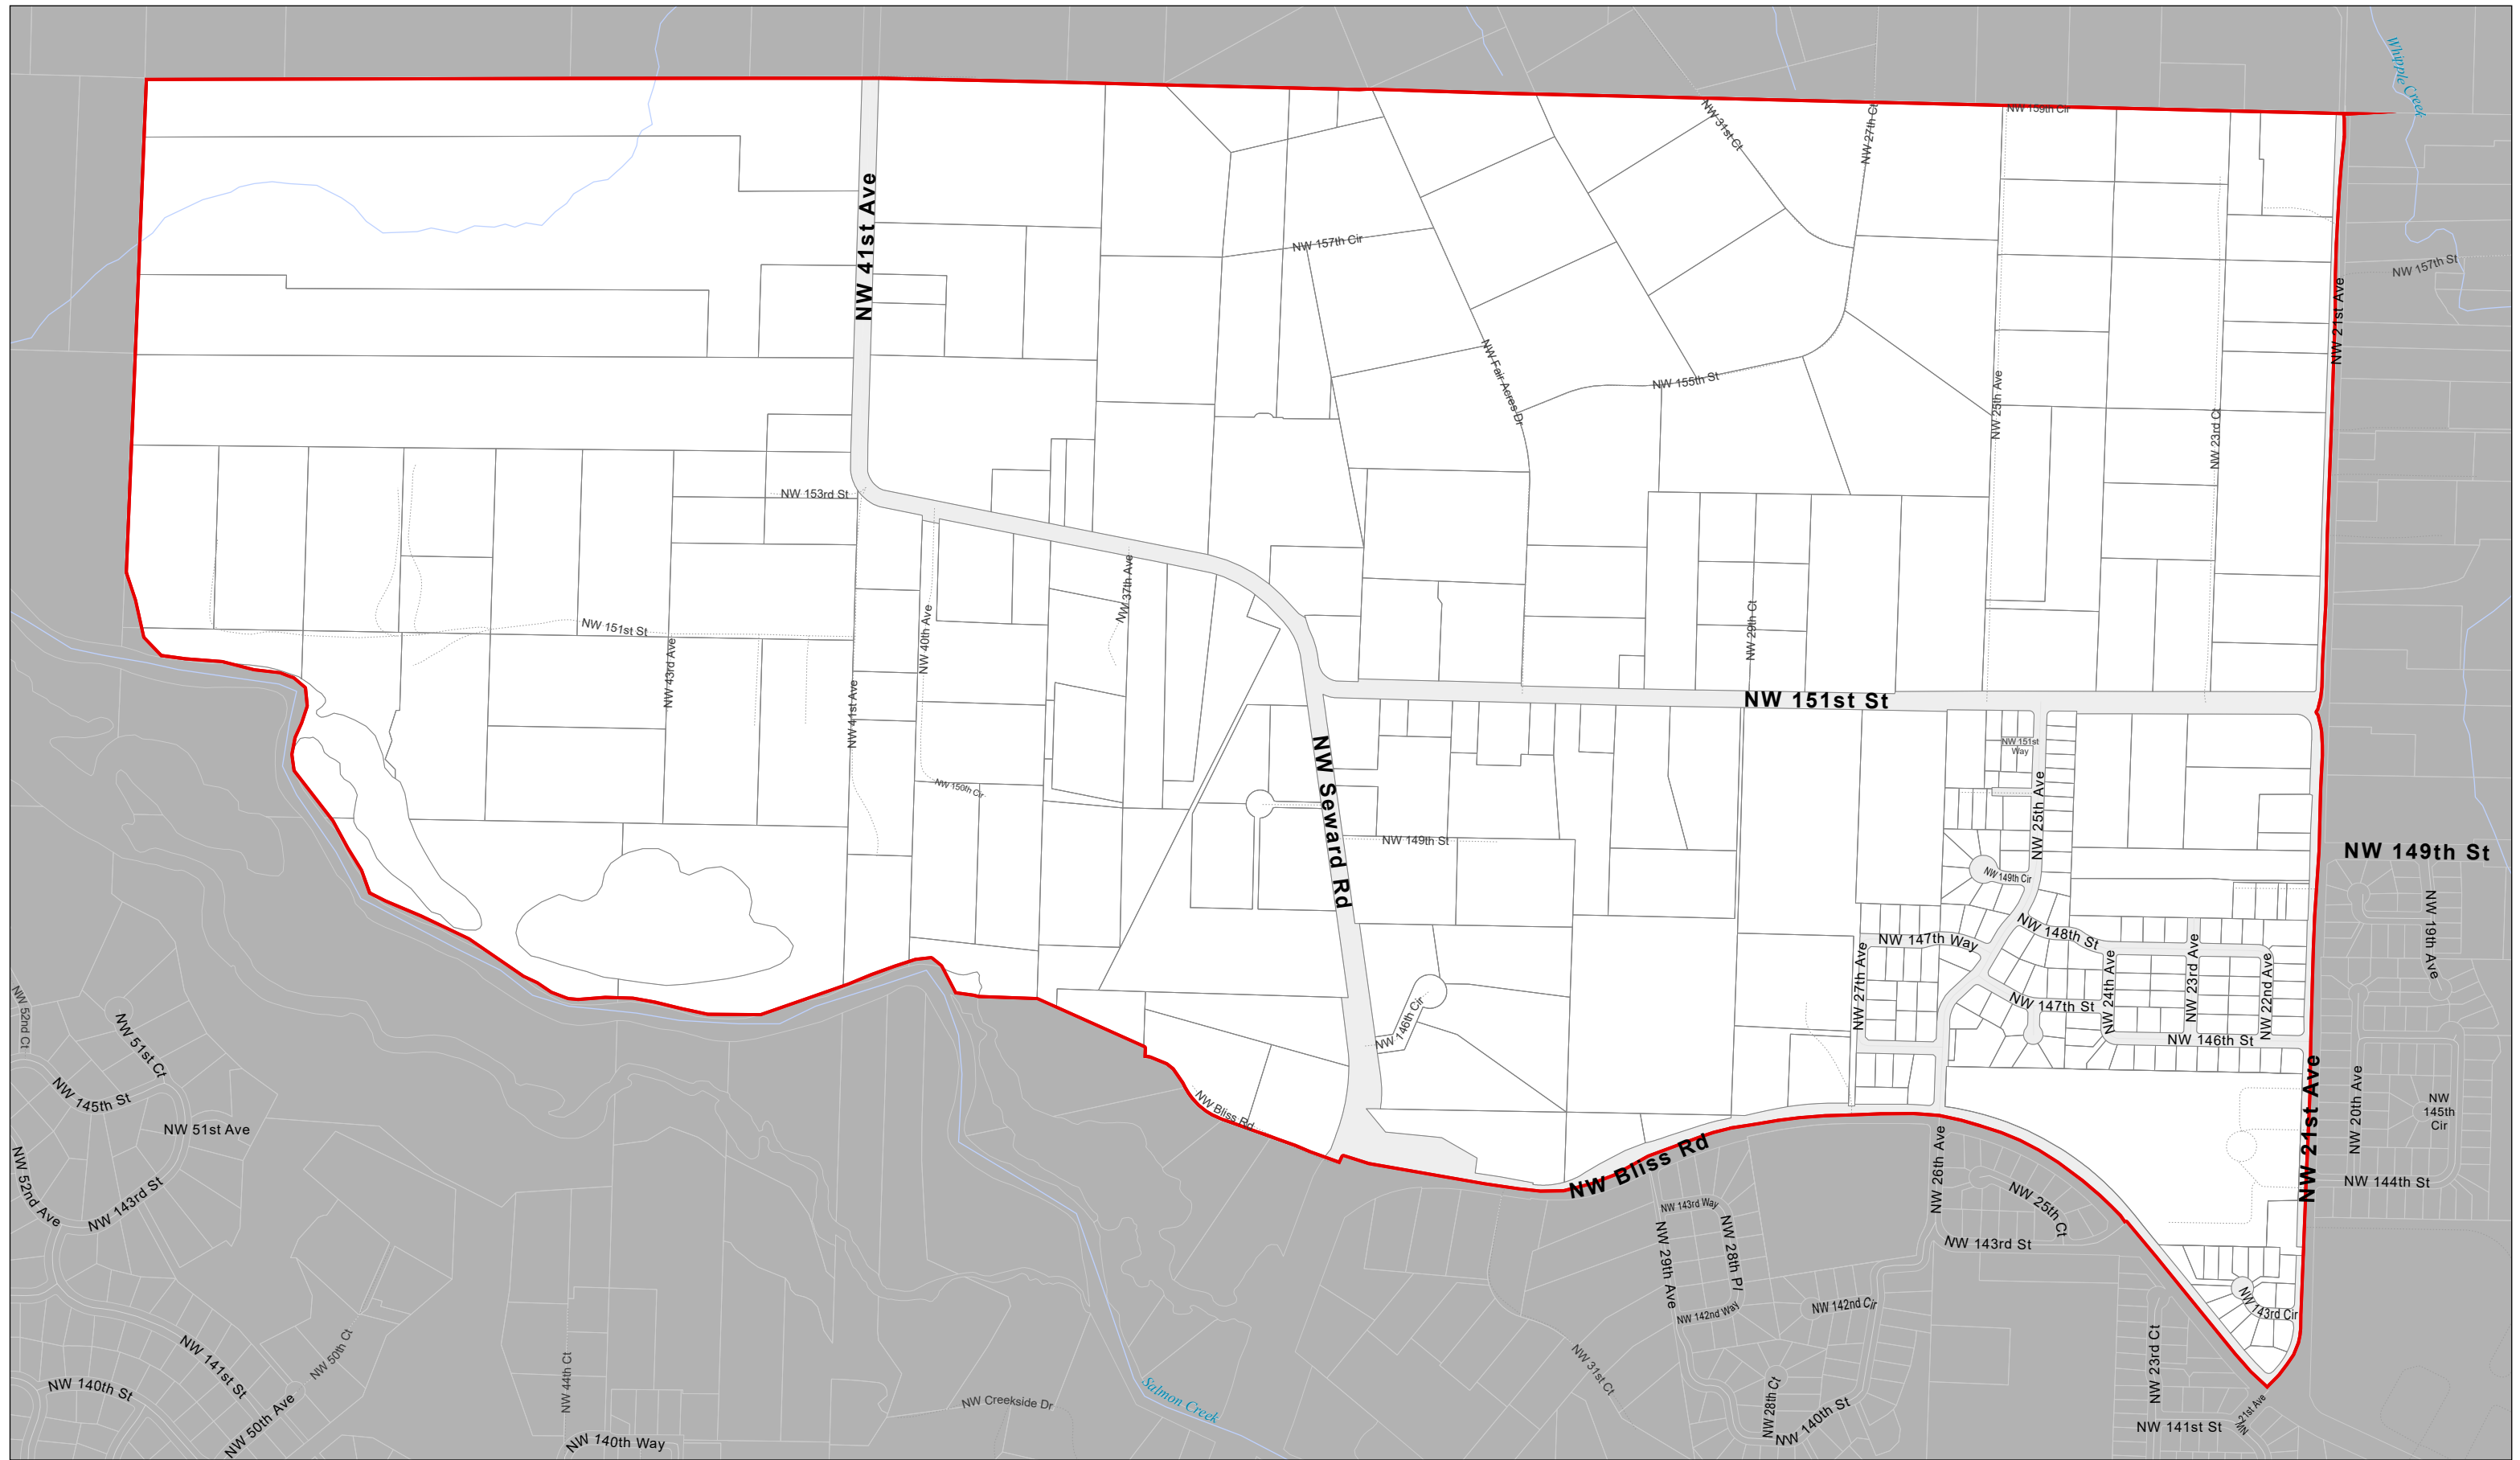 Whipple Creek
NW 31st Ct
NW 27th Ct
NW 159th Cir
NW 41st Ave
NW 157th Cir
NW 157th St
NW 21st Ave
NW Fair Acres Dr
NW 155th St
NW 25th Ave
NW 23rd Ct
NW 153rd St
NW 37th Ave
NW 40th Ave
NW 151st St
NW 43rd Ave
NW 29th Ct
NW 41st Ave
NW 151st St
NW 151st
Way
NW Seward Rd
NW 150th Cir
NW 25th Ave
NW 149th St
NW 149th St
NW 149th Cir
NW 19th Ave
NW 147th Way
NW 148th St
NW 27th Ave
NW 24th Ave
NW 23rd Ave
NW 22nd Ave
NW 147th St
NW 146th Cir
NW 146th St
NW 52nd Ct
NW 51st Ct
NW 145th St
NW 51st Ave
NW Bliss Rd
NW 21st Ave
NW 20th Ave
NW
145th
Cir
NW 52nd Ave
NW 143rd St
NW Bliss Rd
NW 26th Ave
NW 25th Ct
NW 144th St
NW 143rd Way
NW 29th Ave
NW 28th Pl
NW 143rd St
NW 142nd Way
NW 142nd Cir
NW 143rd Cir
NW 141st St
NW 50th Ct
NW 140th St
NW 50th Ave
NW 44th Ct
NW 140th Way
NW Creekside Dr
Salmon Creek
NW 31st Ct
NW 28th Ct
NW 140th St
NW 23rd Ct
NW 141st St
NW 21st Ave